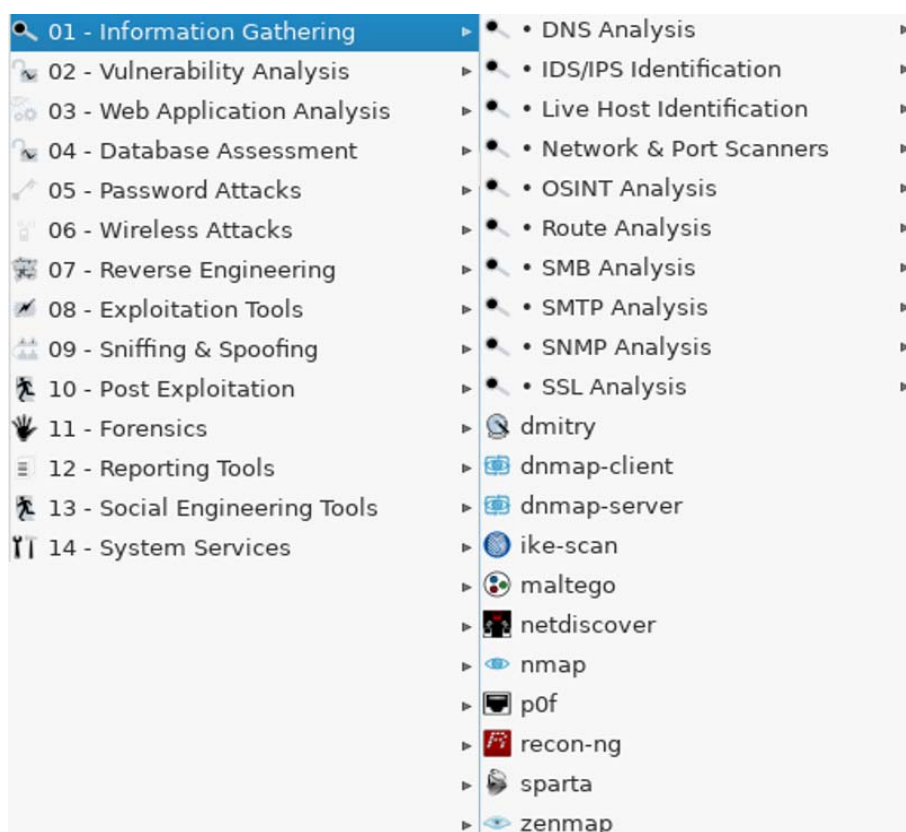 01 - Information Gathering
02 - Vulnerability Analysis
03 - Web Application Analysis
04 - Database Assessment
05 - Password Attacks
06 - Wireless Attacks
07 - Reverse Engineering
08 - Exploitation Tools
09 - Sniffing & Spoofing
10 - Post Exploitation
11 - Forensics
12 - Reporting Tools
13 - Social Engineering Tools
14 - System Services
• DNS Analysis
• IDS/IPS Identification
• Live Host Identification
• Network & Port Scanners
• OSINT Analysis
• Route Analysis
• SMB Analysis
• SMTP Analysis
• SNMP Analysis
• SSL Analysis
dmitry
dnmap-client
dnmap-server
ike-scan
maltego
netdiscover
nmap
p0f
recon-ng
sparta
zenmap